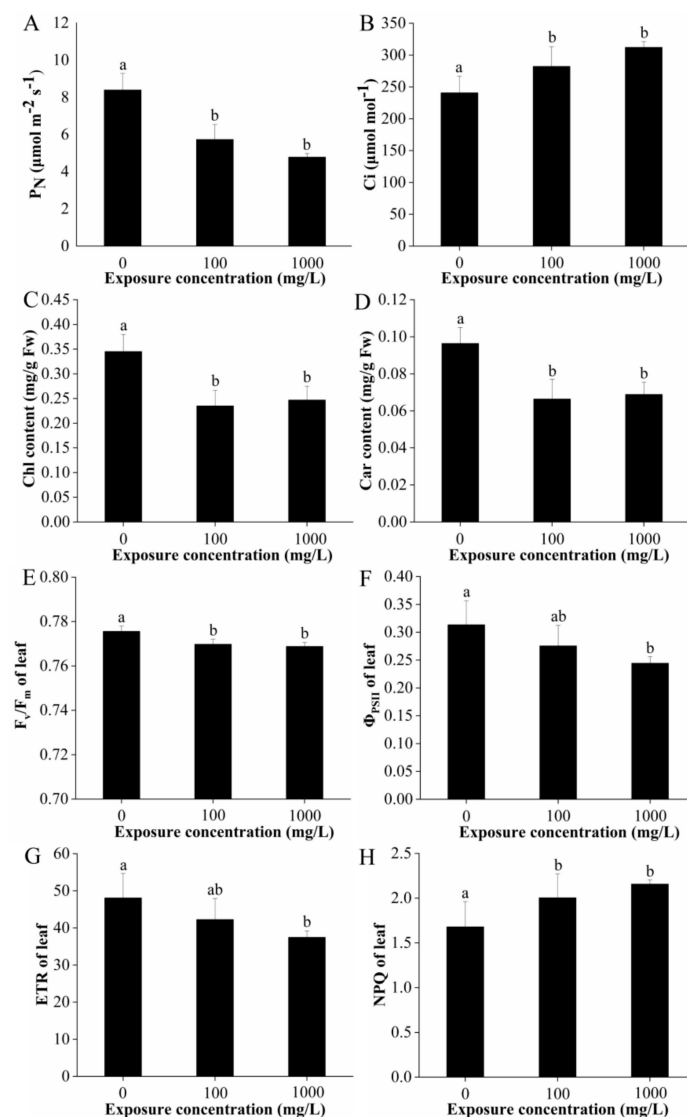 A
P_N (μmol m⁻² s⁻¹)
12
10
8
6
4
2
0
a
b
b
0 100 1000
Exposure concentration (mg/L)
B
Ci (μmol mol⁻¹)
350
300
250
200
150
100
50
0
a
b
b
0 100 1000
Exposure concentration (mg/L)
C
Chl content (mg/g Fw)
0.45
0.40
0.35
0.30
0.25
0.20
0.15
0.10
0.05
0.00
a
b
b
0 100 1000
Exposure concentration (mg/L)
D
Car content (mg/g Fw)
0.12
0.10
0.08
0.06
0.04
0.02
0.00
a
b
b
0 100 1000
Exposure concentration (mg/L)
E
F_v/F_m of leaf
0.80
0.78
0.76
0.74
0.72
0.70
a
b
b
0 100 1000
Exposure concentration (mg/L)
F
Φ_PSII of leaf
0.40
0.35
0.30
0.25
0.20
0.15
0.10
0.05
0.00
a
ab
b
0 100 1000
Exposure concentration (mg/L)
G
ETR of leaf
60
50
40
30
20
10
0
a
ab
b
0 100 1000
Exposure concentration (mg/L)
H
NPQ of leaf
2.5
2.0
1.5
1.0
0.5
0.0
a
b
b
0 100 1000
Exposure concentration (mg/L)